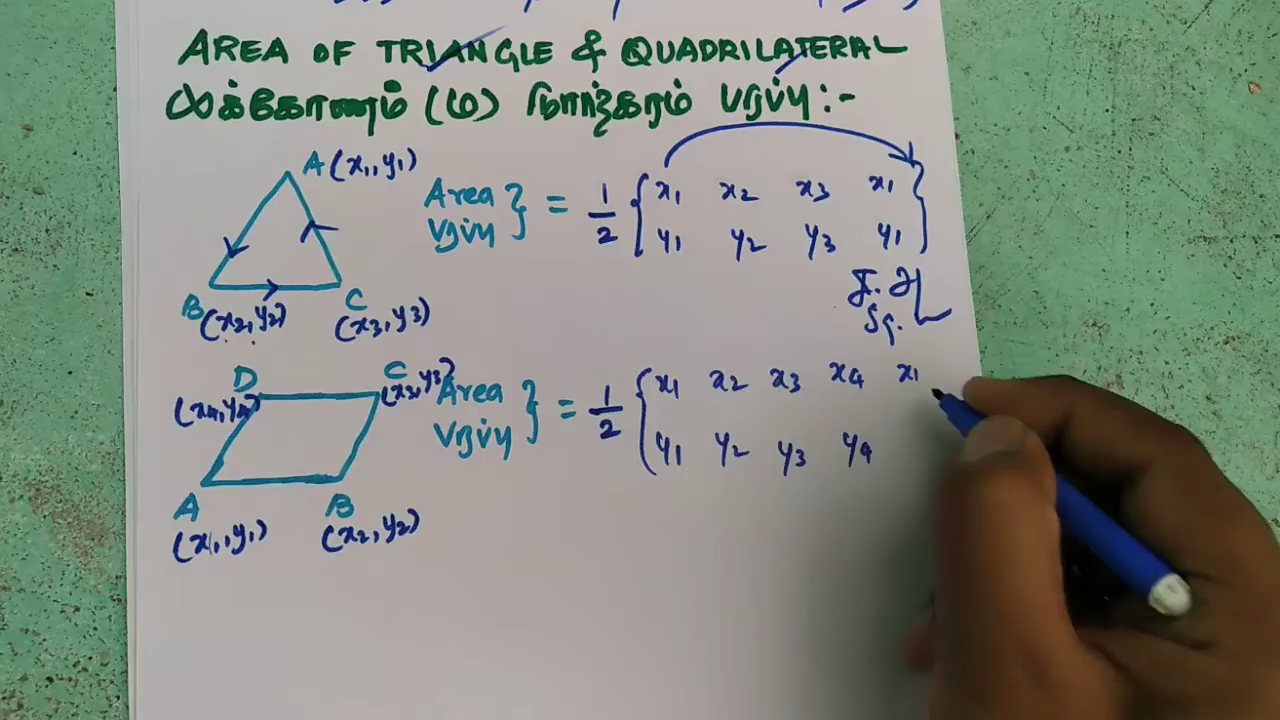 AREA OF TRIANGLE & QUADRILATERAL
முக்கோணம் (ம) நாற்கரம் பரப்பு :-
A (x1, y1)
B (x2, y2)
C (x3, y3)
Area
பரப்பு } = 1/2 { x1 x2 x3 x1
y1 y2 y3 y1 }
ச.அ
Sq.
D (x4, y4)
C (x3, y3)
A (x1, y1)
B (x2, y2)
Area
பரப்பு } = 1/2 { x1 x2 x3 x4 x1
y1 y2 y3 y4